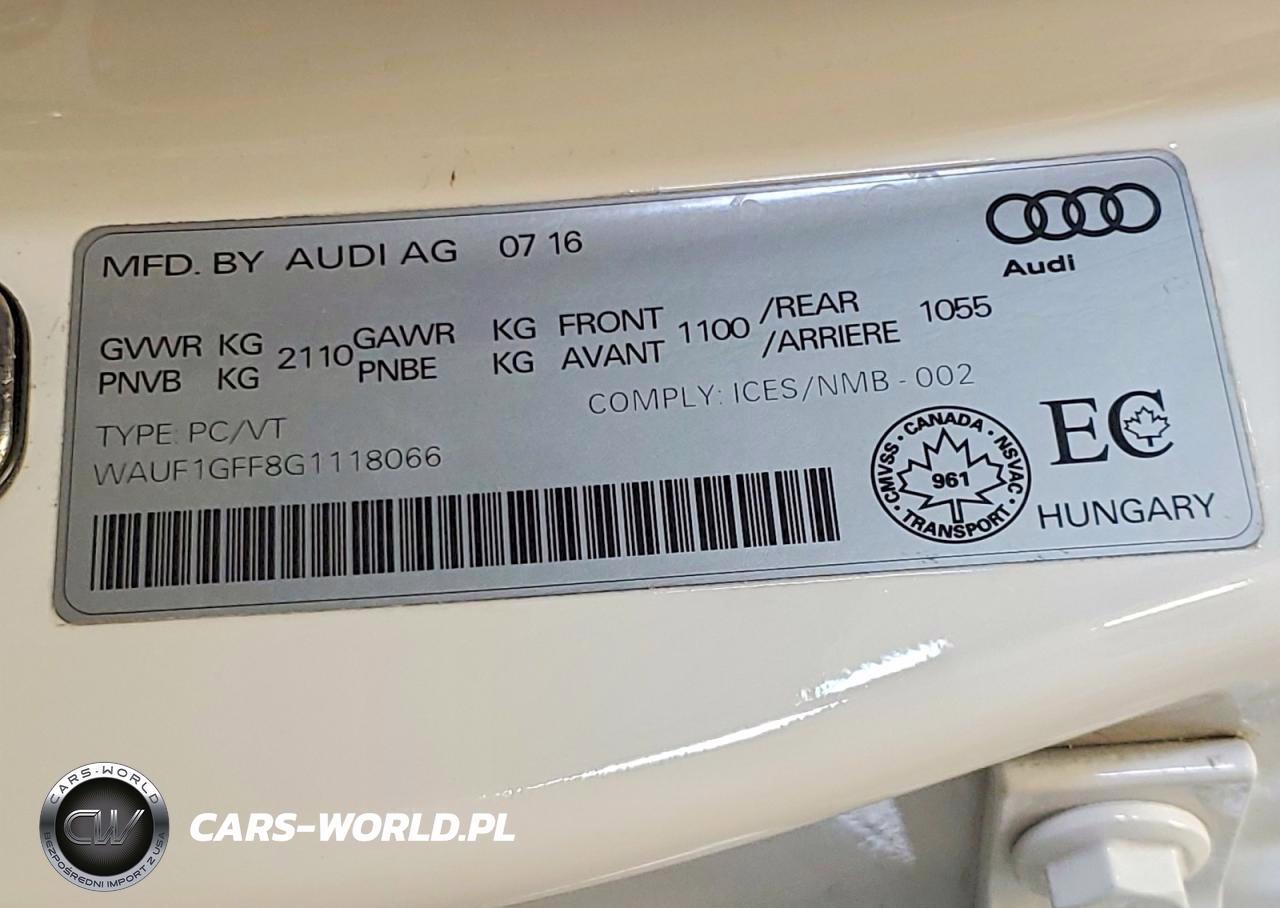 MFD. BY AUDI AG 07 16
Audi
GVWR KG 2110 GAWR KG FRONT 1100 /REAR 1055
PNVB KG PNBE KG AVANT /ARRIERE
COMPLY: ICES/NMB - 002
TYPE: PC/VT
WAUF1GFF8G1118066
CMVSS · CANADA · NSVAC · TRANSPORT ·
961
EC
HUNGARY
CARS-WORLD
CW
BEZPOŚREDNI IMPORT Z USA
CARS-WORLD.PL